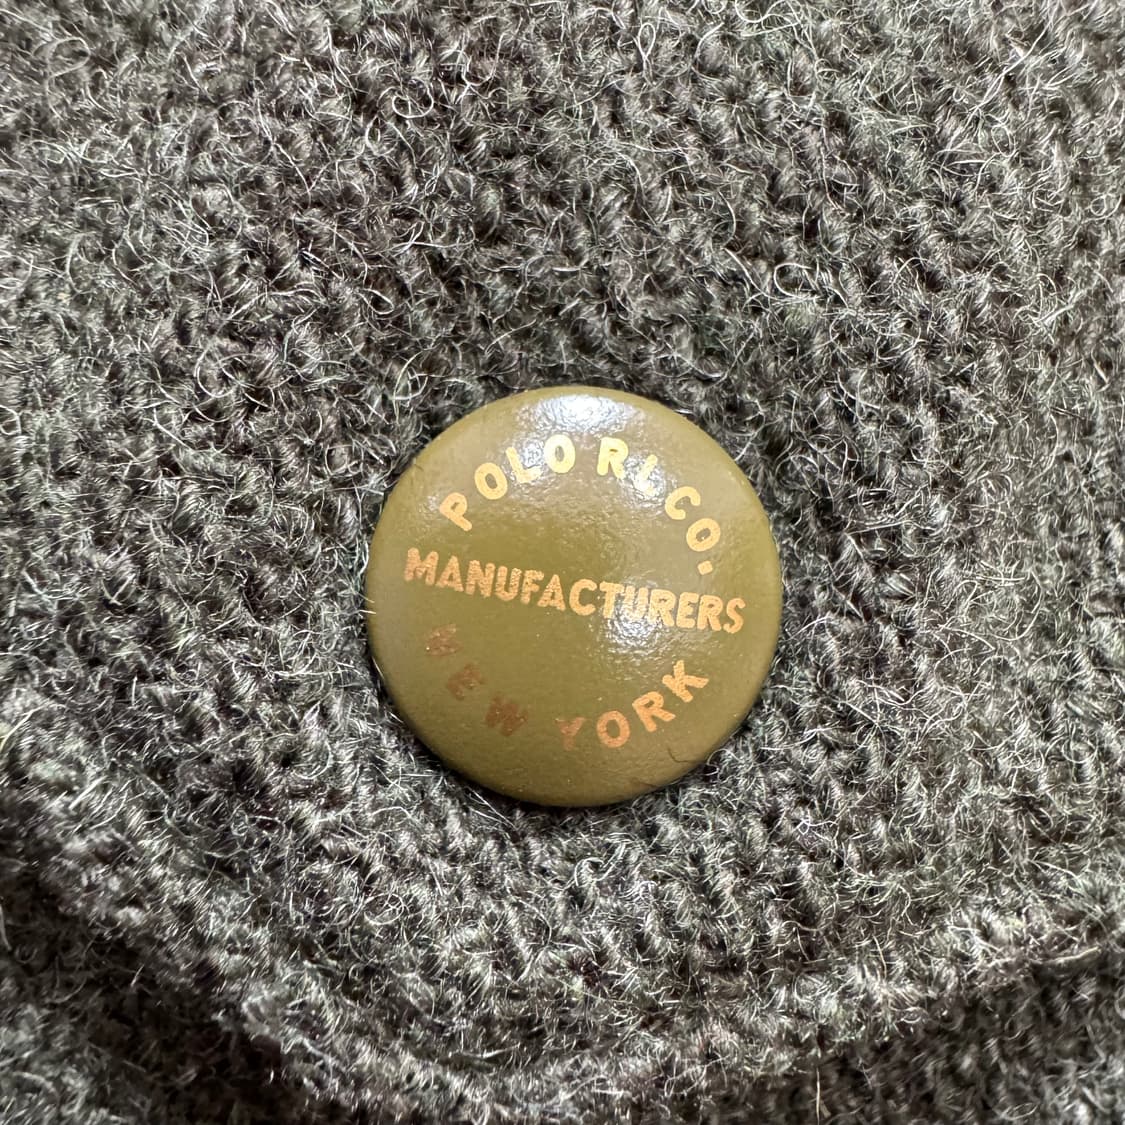 POLO RL CO.
MANUFACTURERS
NEW YORK